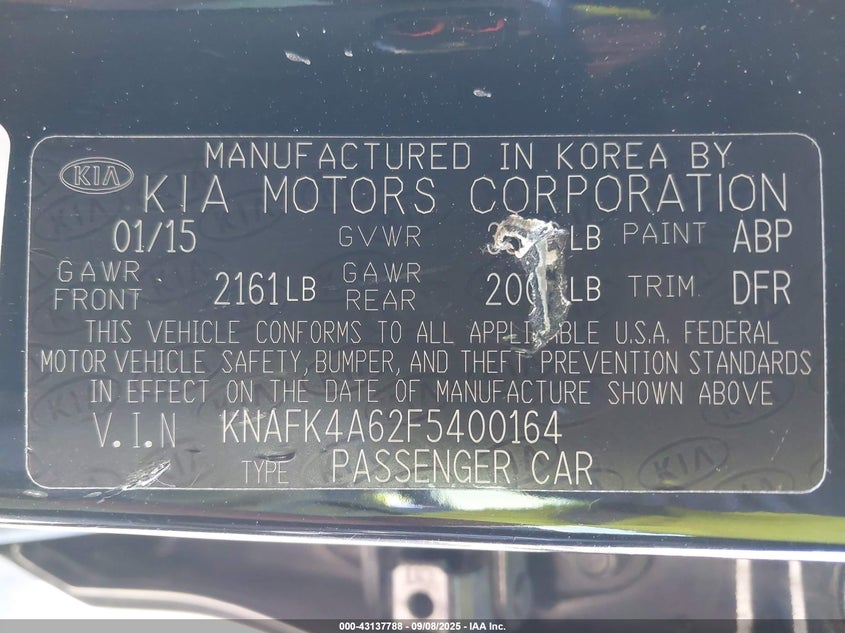 KIA
MANUFACTURED IN KOREA BY
KIA MOTORS CORPORATION
01/15 GVWR LB PAINT ABP
GAWR FRONT 2161LB GAWR REAR LB TRIM DFR
THIS VEHICLE CONFORMS TO ALL APPLICABLE U.S.A. FEDERAL
MOTOR VEHICLE, SAFETY, BUMPER, AND THEFT PREVENTION STANDARDS
IN EFFECT ON THE DATE OF MANUFACTURE SHOWN ABOVE
V.I.N KNAFK4A62F5400164
TYPE PASSENGER CAR
000-43137788 - 09/08/2025 - IAA Inc.